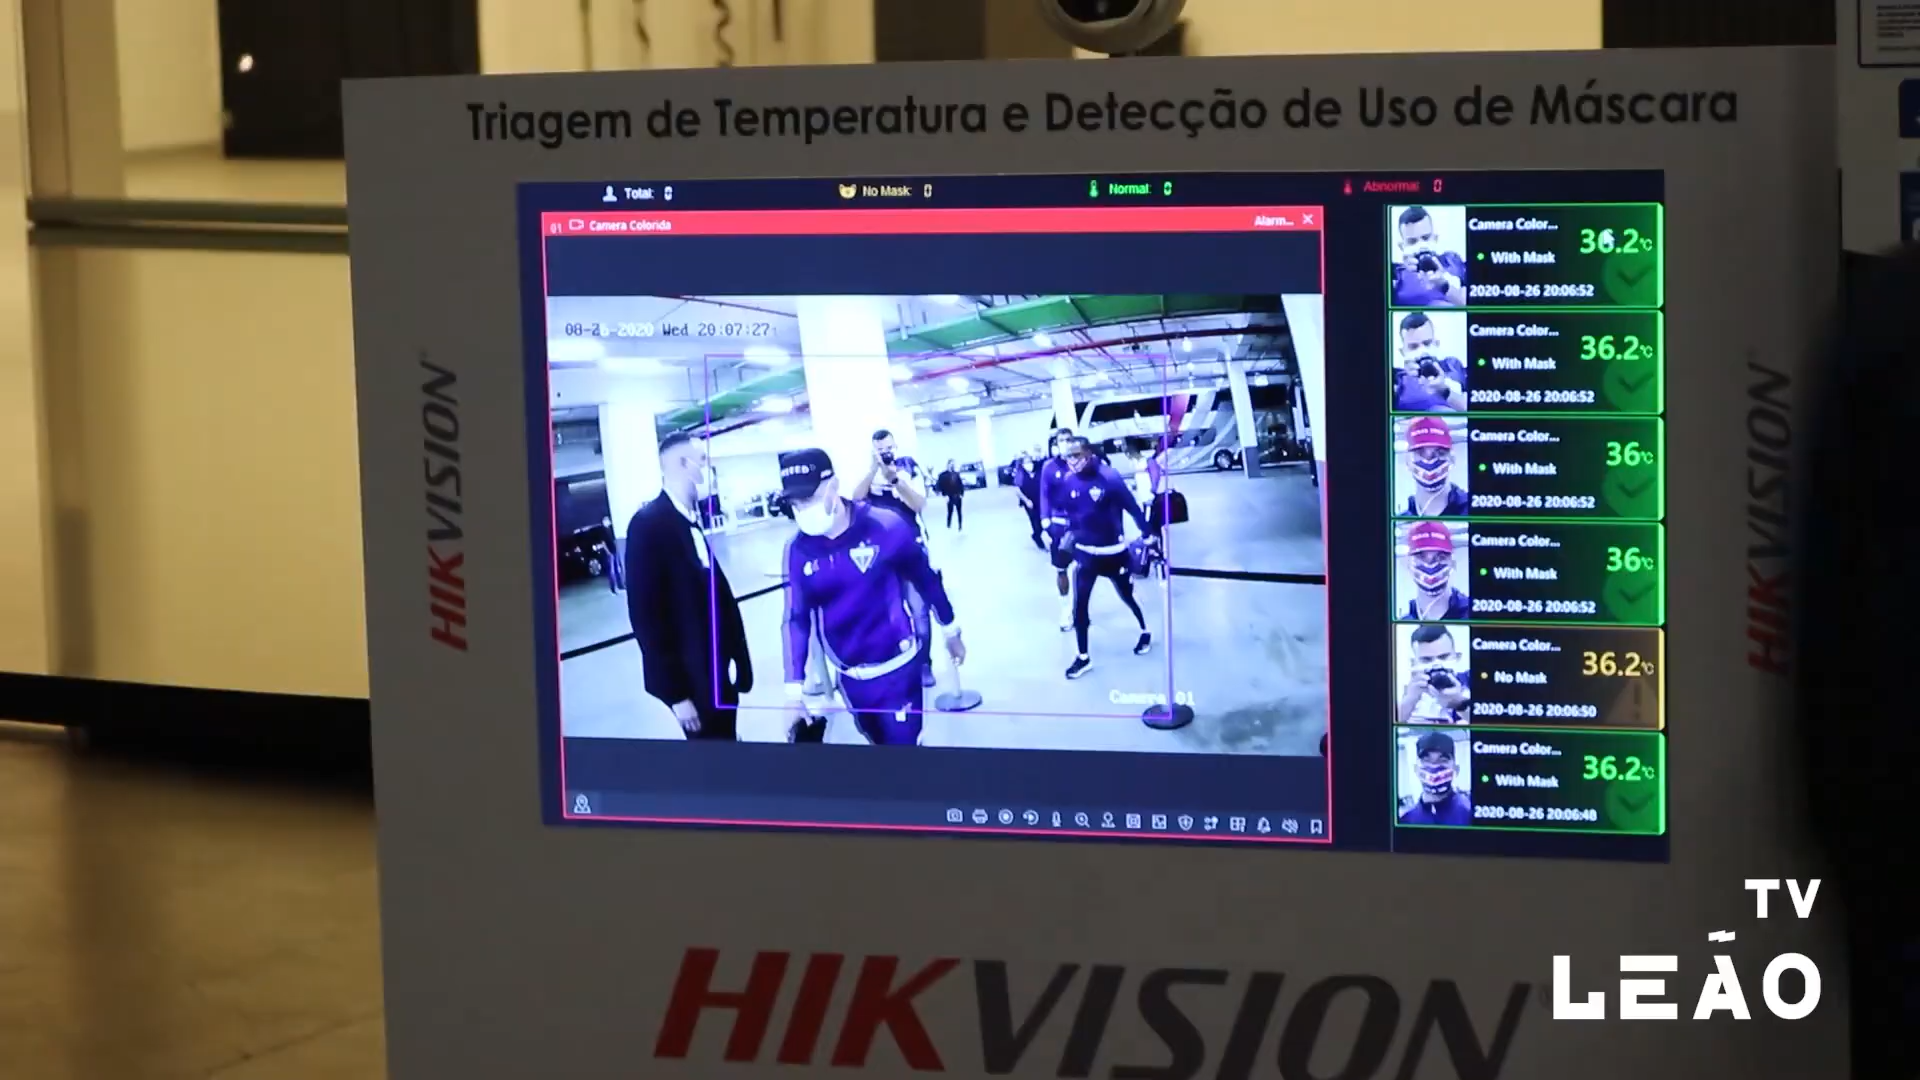 Triagem de Temperatura e Detecção de Uso de Máscara
Total: 0
No Mask: 0
Normal: 0
Abnormal 0
01 Camera Colorida
Alarm...
08-26-2020 Wed 20:07:27
Camera 01
Camera Color...
36.2°C
With Mask
2020-08-26 20:06:52
Camera Color...
36.2°C
With Mask
2020-08-26 20:06:52
Camera Color...
36°C
With Mask
2020-08-26 20:06:52
Camera Color...
36°C
With Mask
2020-08-26 20:06:52
Camera Color...
36.2°C
No Mask
2020-08-26 20:06:50
Camera Color...
36.2°C
With Mask
2020-08-26 20:06:48
HIKVISION
HIKVISION
HIKVISION
TV
LEÃO